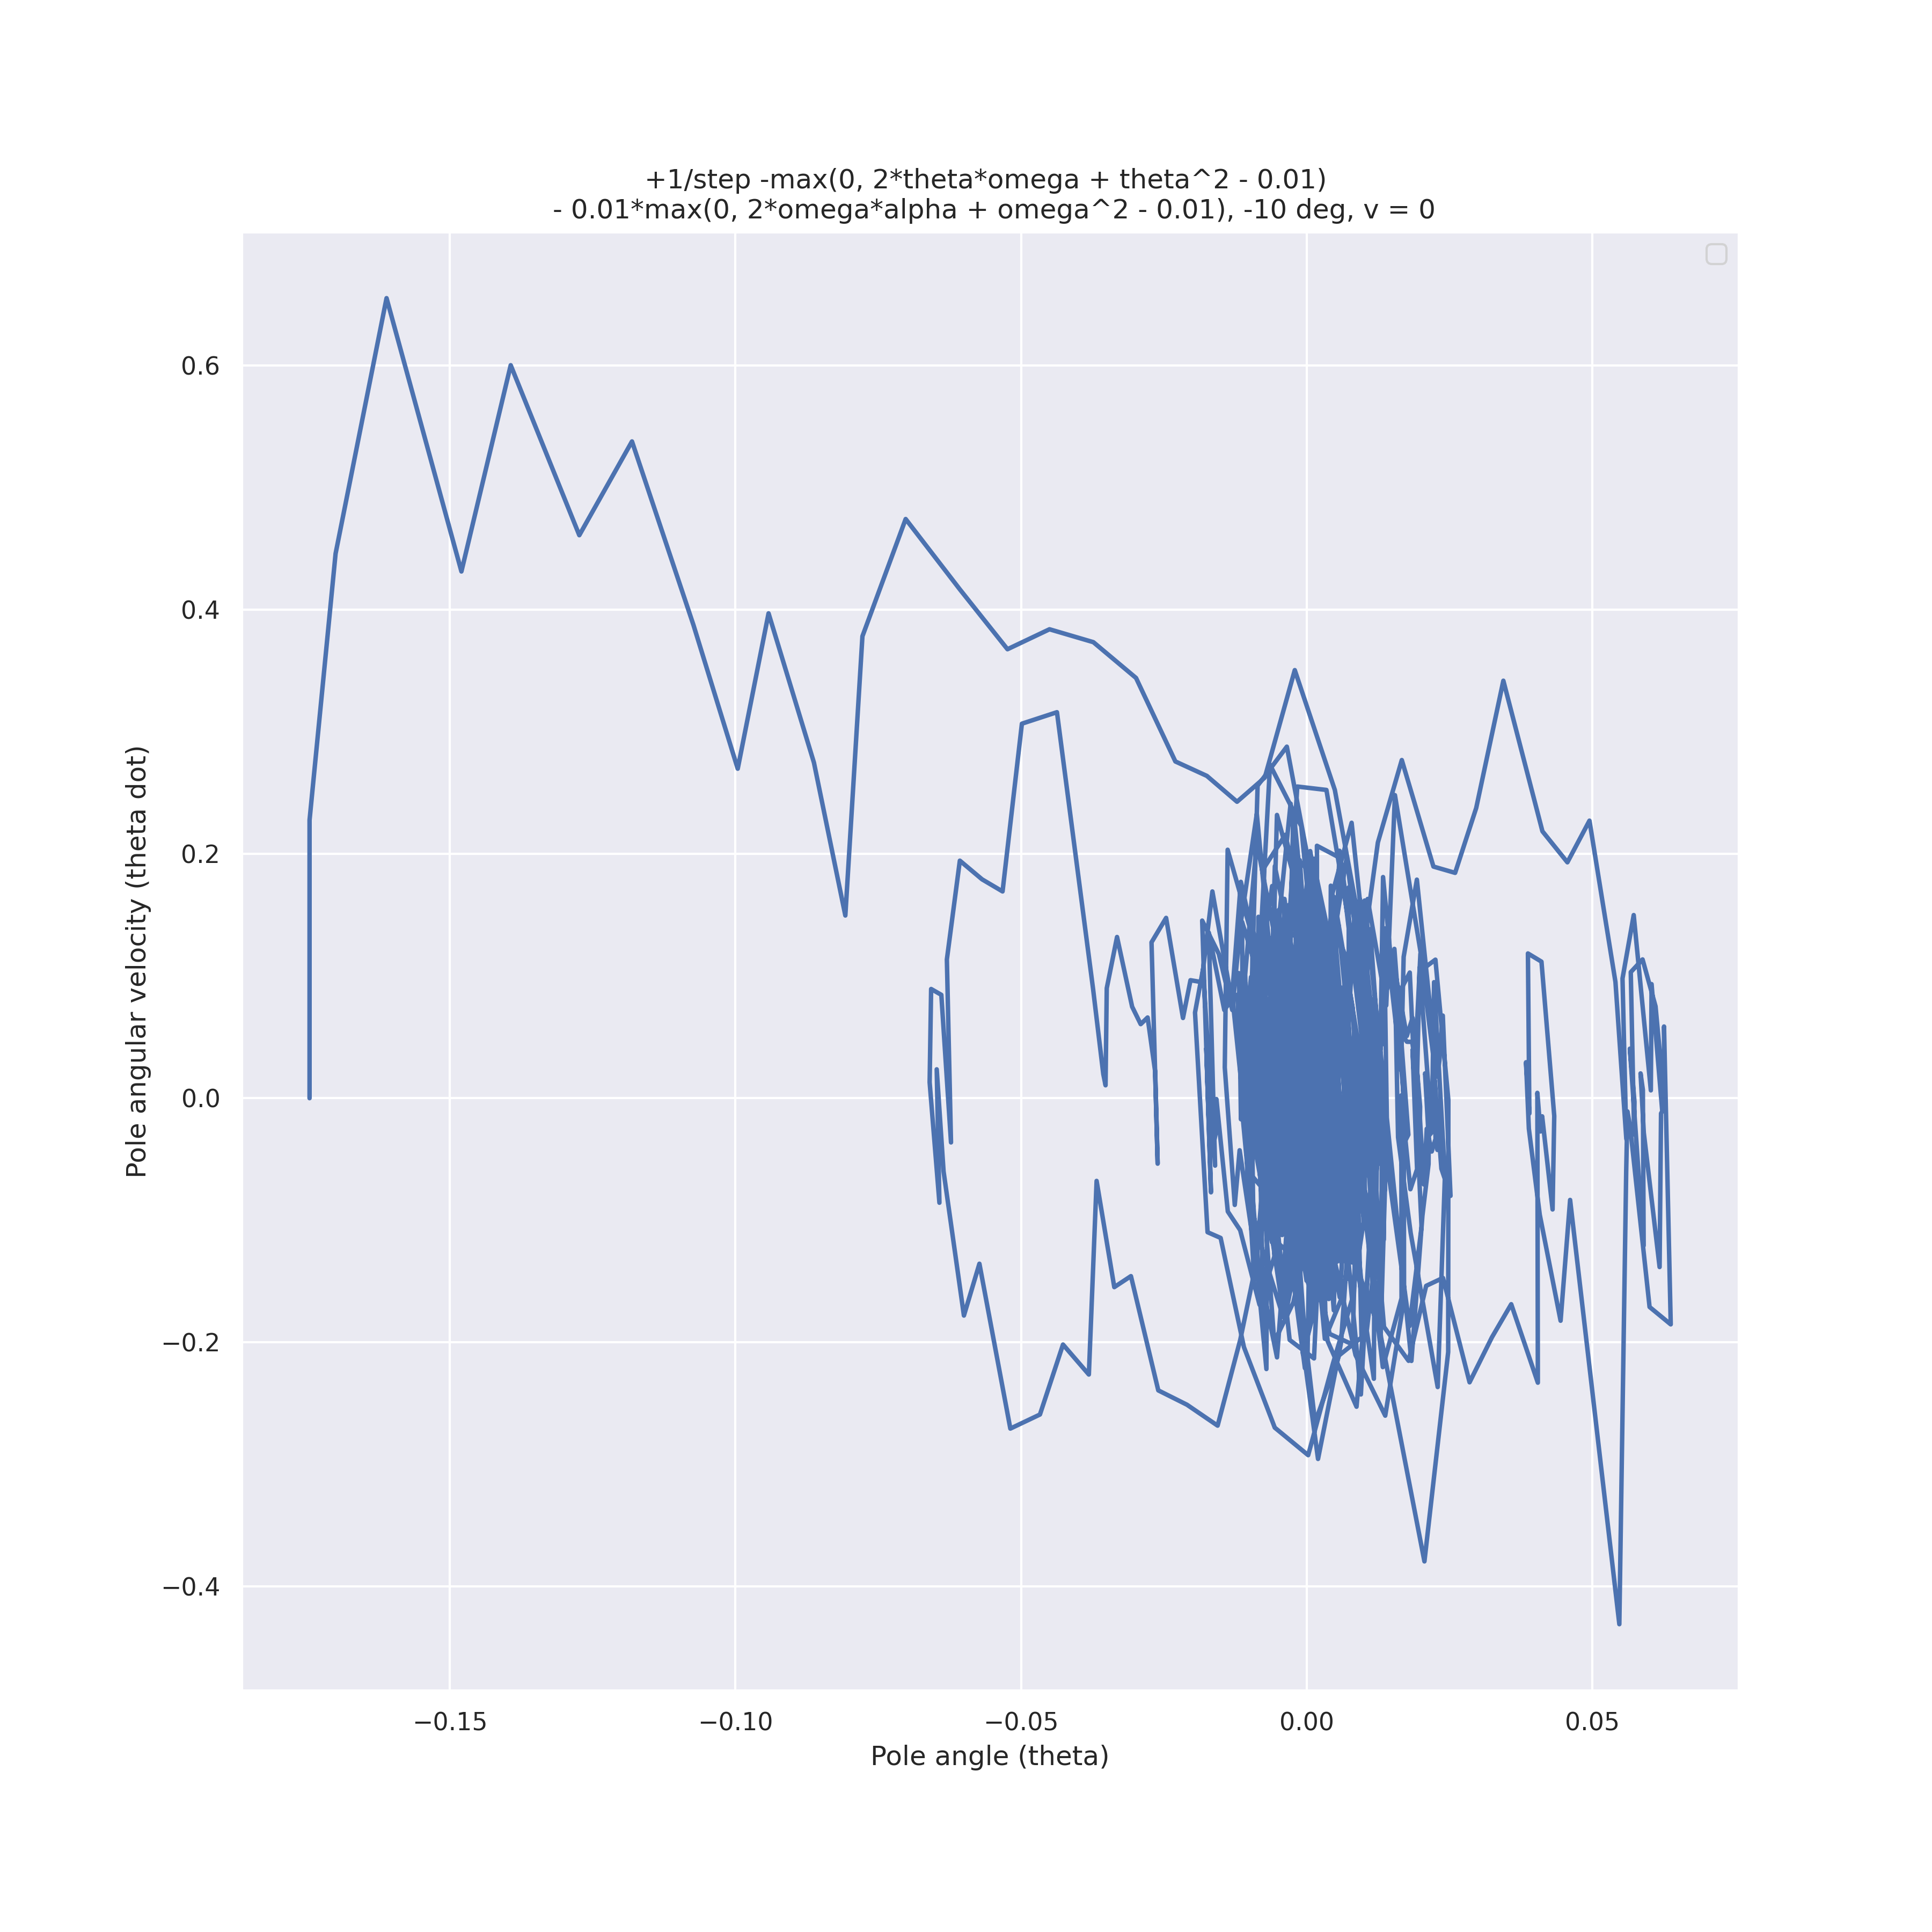 +1/step -max(0, 2*theta*omega + theta^2 - 0.01)
- 0.01*max(0, 2*omega*alpha + omega^2 - 0.01), -10 deg, v = 0
0.6
0.4
0.2
0.0
−0.2
−0.4
Pole angular velocity (theta dot)
−0.15
−0.10
−0.05
0.00
0.05
Pole angle (theta)